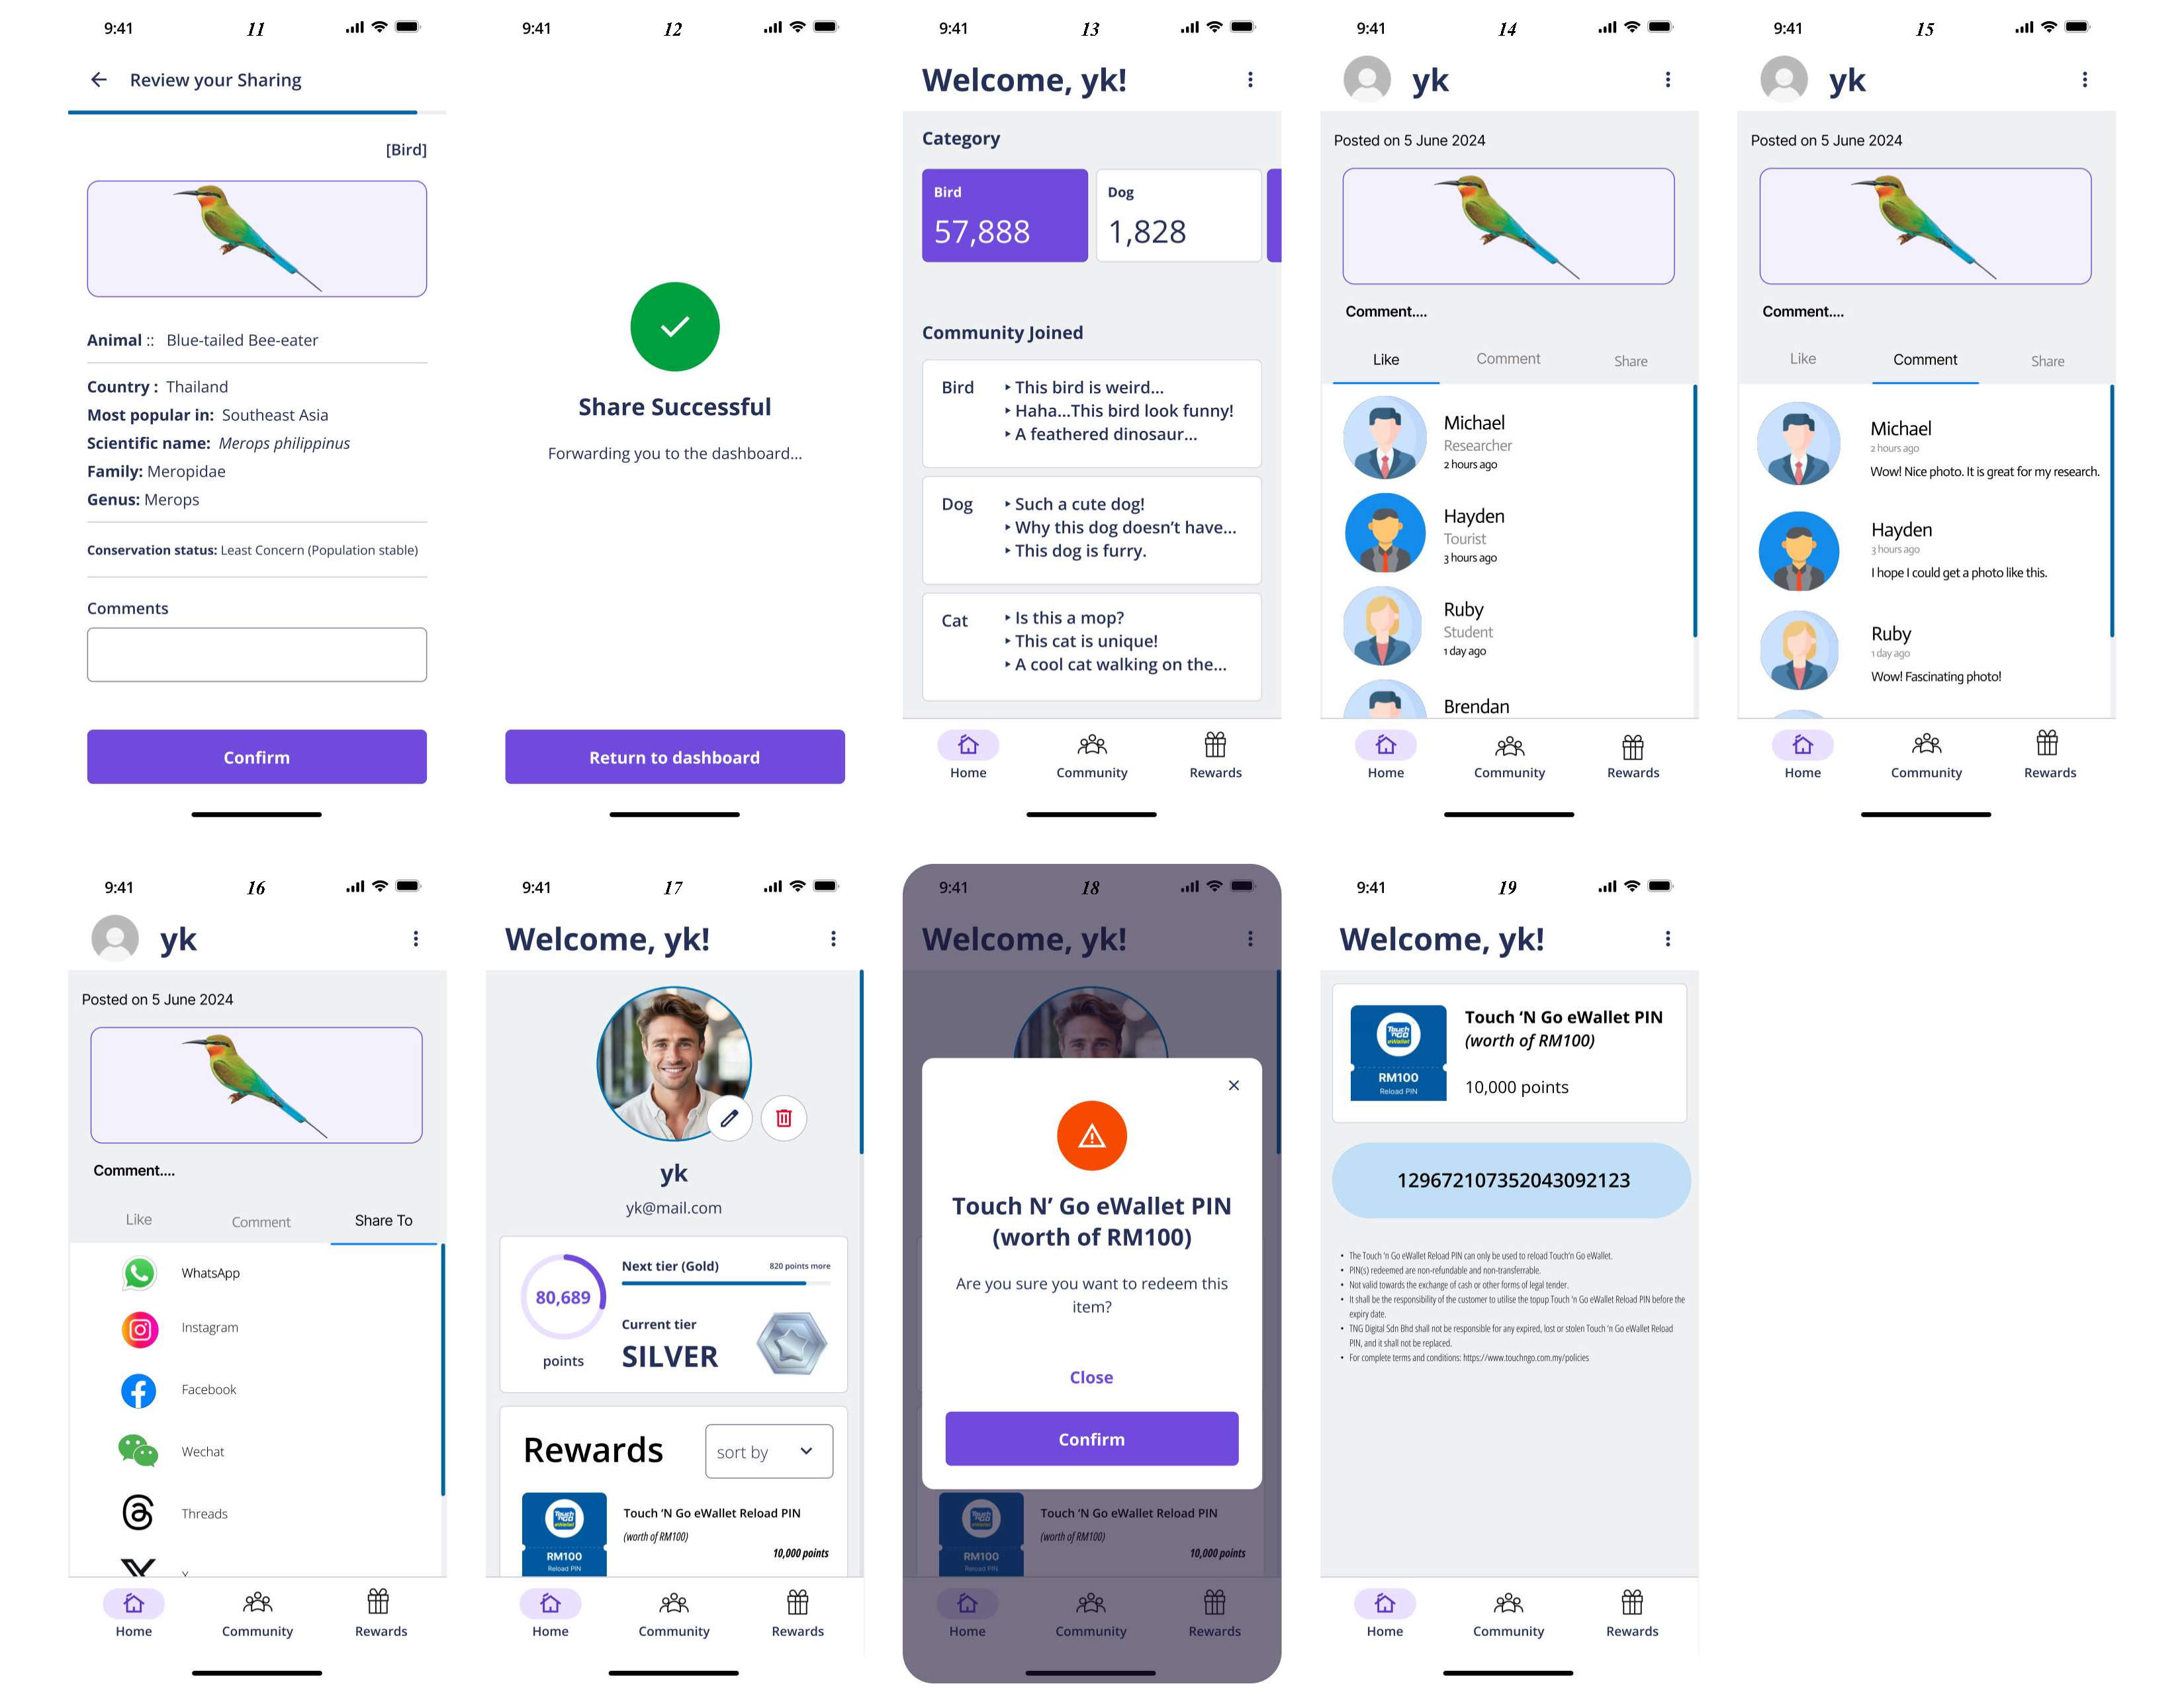 9:41
11
Review your Sharing
[Bird]
Animal :: Blue-tailed Bee-eater
Country : Thailand
Most popular in: Southeast Asia
Scientific name: Merops philippinus
Family: Meropidae
Genus: Merops
Conservation status: Least Concern (Population stable)
Comments
Confirm
9:41
12
Share Successful
Forwarding you to the dashboard...
Return to dashboard
9:41
13
Welcome, yk!
Category
Bird
57,888
Dog
1,828
Community Joined
Bird
‣ This bird is weird...
‣ Haha...This bird look funny!
‣ A feathered dinosaur...
Dog
‣ Such a cute dog!
‣ Why this dog doesn’t have...
‣ This dog is furry.
Cat
‣ Is this a mop?
‣ This cat is unique!
‣ A cool cat walking on the...
Home
Community
Rewards
9:41
14
yk
Posted on 5 June 2024
Comment....
Like
Comment
Share
Michael
Researcher
2 hours ago
Hayden
Tourist
3 hours ago
Ruby
Student
1 day ago
Brendan
Home
Community
Rewards
9:41
15
yk
Posted on 5 June 2024
Comment....
Like
Comment
Share
Michael
2 hours ago
Wow! Nice photo. It is great for my research.
Hayden
3 hours ago
I hope I could get a photo like this.
Ruby
1 day ago
Wow! Fascinating photo!
Home
Community
Rewards
9:41
16
yk
Posted on 5 June 2024
Comment....
Like
Comment
Share To
WhatsApp
Instagram
Facebook
Wechat
Threads
X
Home
Community
Rewards
9:41
17
Welcome, yk!
yk
yk@mail.com
80,689
points
Next tier (Gold)
820 points more
Current tier
SILVER
Rewards
sort by
Touch nGO eWallet
RM100
Reload PIN
Touch ‘N Go eWallet Reload PIN
(worth of RM100)
10,000 points
Home
Community
Rewards
9:41
18
Welcome, yk!
Touch N’ Go eWallet PIN
(worth of RM100)
Are you sure you want to redeem this
item?
Close
Confirm
Touch nGO eWallet
RM100
Reload PIN
Touch ‘N Go eWallet Reload PIN
(worth of RM100)
10,000 points
Home
Community
Rewards
9:41
19
Welcome, yk!
Touch nGO eWallet
RM100
Reload PIN
Touch ‘N Go eWallet PIN
(worth of RM100)
10,000 points
129672107352043092123
• The Touch ‘n Go eWallet Reload PIN can only be used to reload Touch’n Go eWallet.
• PIN(s) redeemed are non-refundable and non-transferrable.
• Not valid towards the exchange of cash or other forms of legal tender.
• It shall be the responsibility of the customer to utilise the topup Touch ‘n Go eWallet Reload PIN before the
expiry date.
• TNG Digital Sdn Bhd shall not be responsible for any expired, lost or stolen Touch ‘n Go eWallet Reload
PIN, and it shall not be replaced.
• For complete terms and conditions: https://www.touchngo.com.my/policies
Home
Community
Rewards